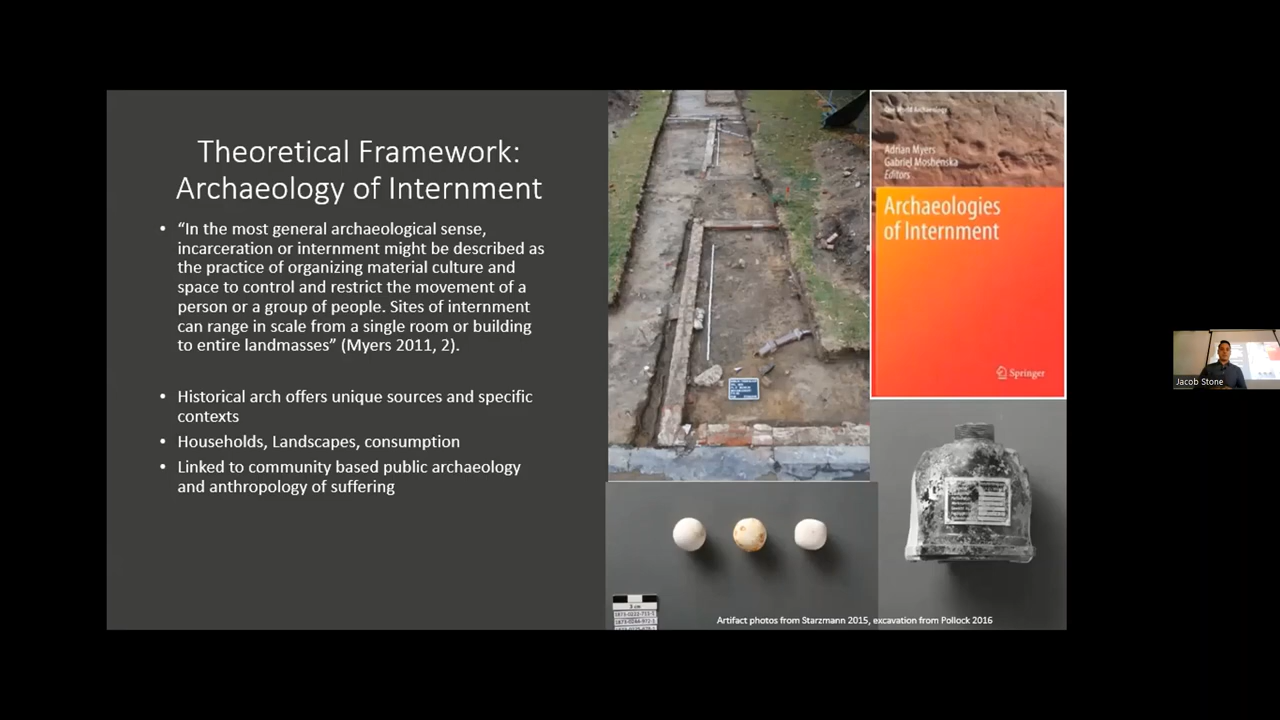 Theoretical Framework:
Archaeology of Internment
• “In the most general archaeological sense,
incarceration or internment might be described as
the practice of organizing material culture and
space to control and restrict the movement of a
person or a group of people. Sites of internment
can range in scale from a single room or building
to entire landmasses” (Myers 2011, 2).
• Historical arch offers unique sources and specific
contexts
• Households, Landscapes, consumption
• Linked to community based public archaeology
and anthropology of suffering
Adrian Myers
Gabriel Moshenska
Editors
Archaeologies
of Internment
Springer
3 cm
Artifact photos from Starzmann 2015, excavation from Pollock 2016
Jacob Stone